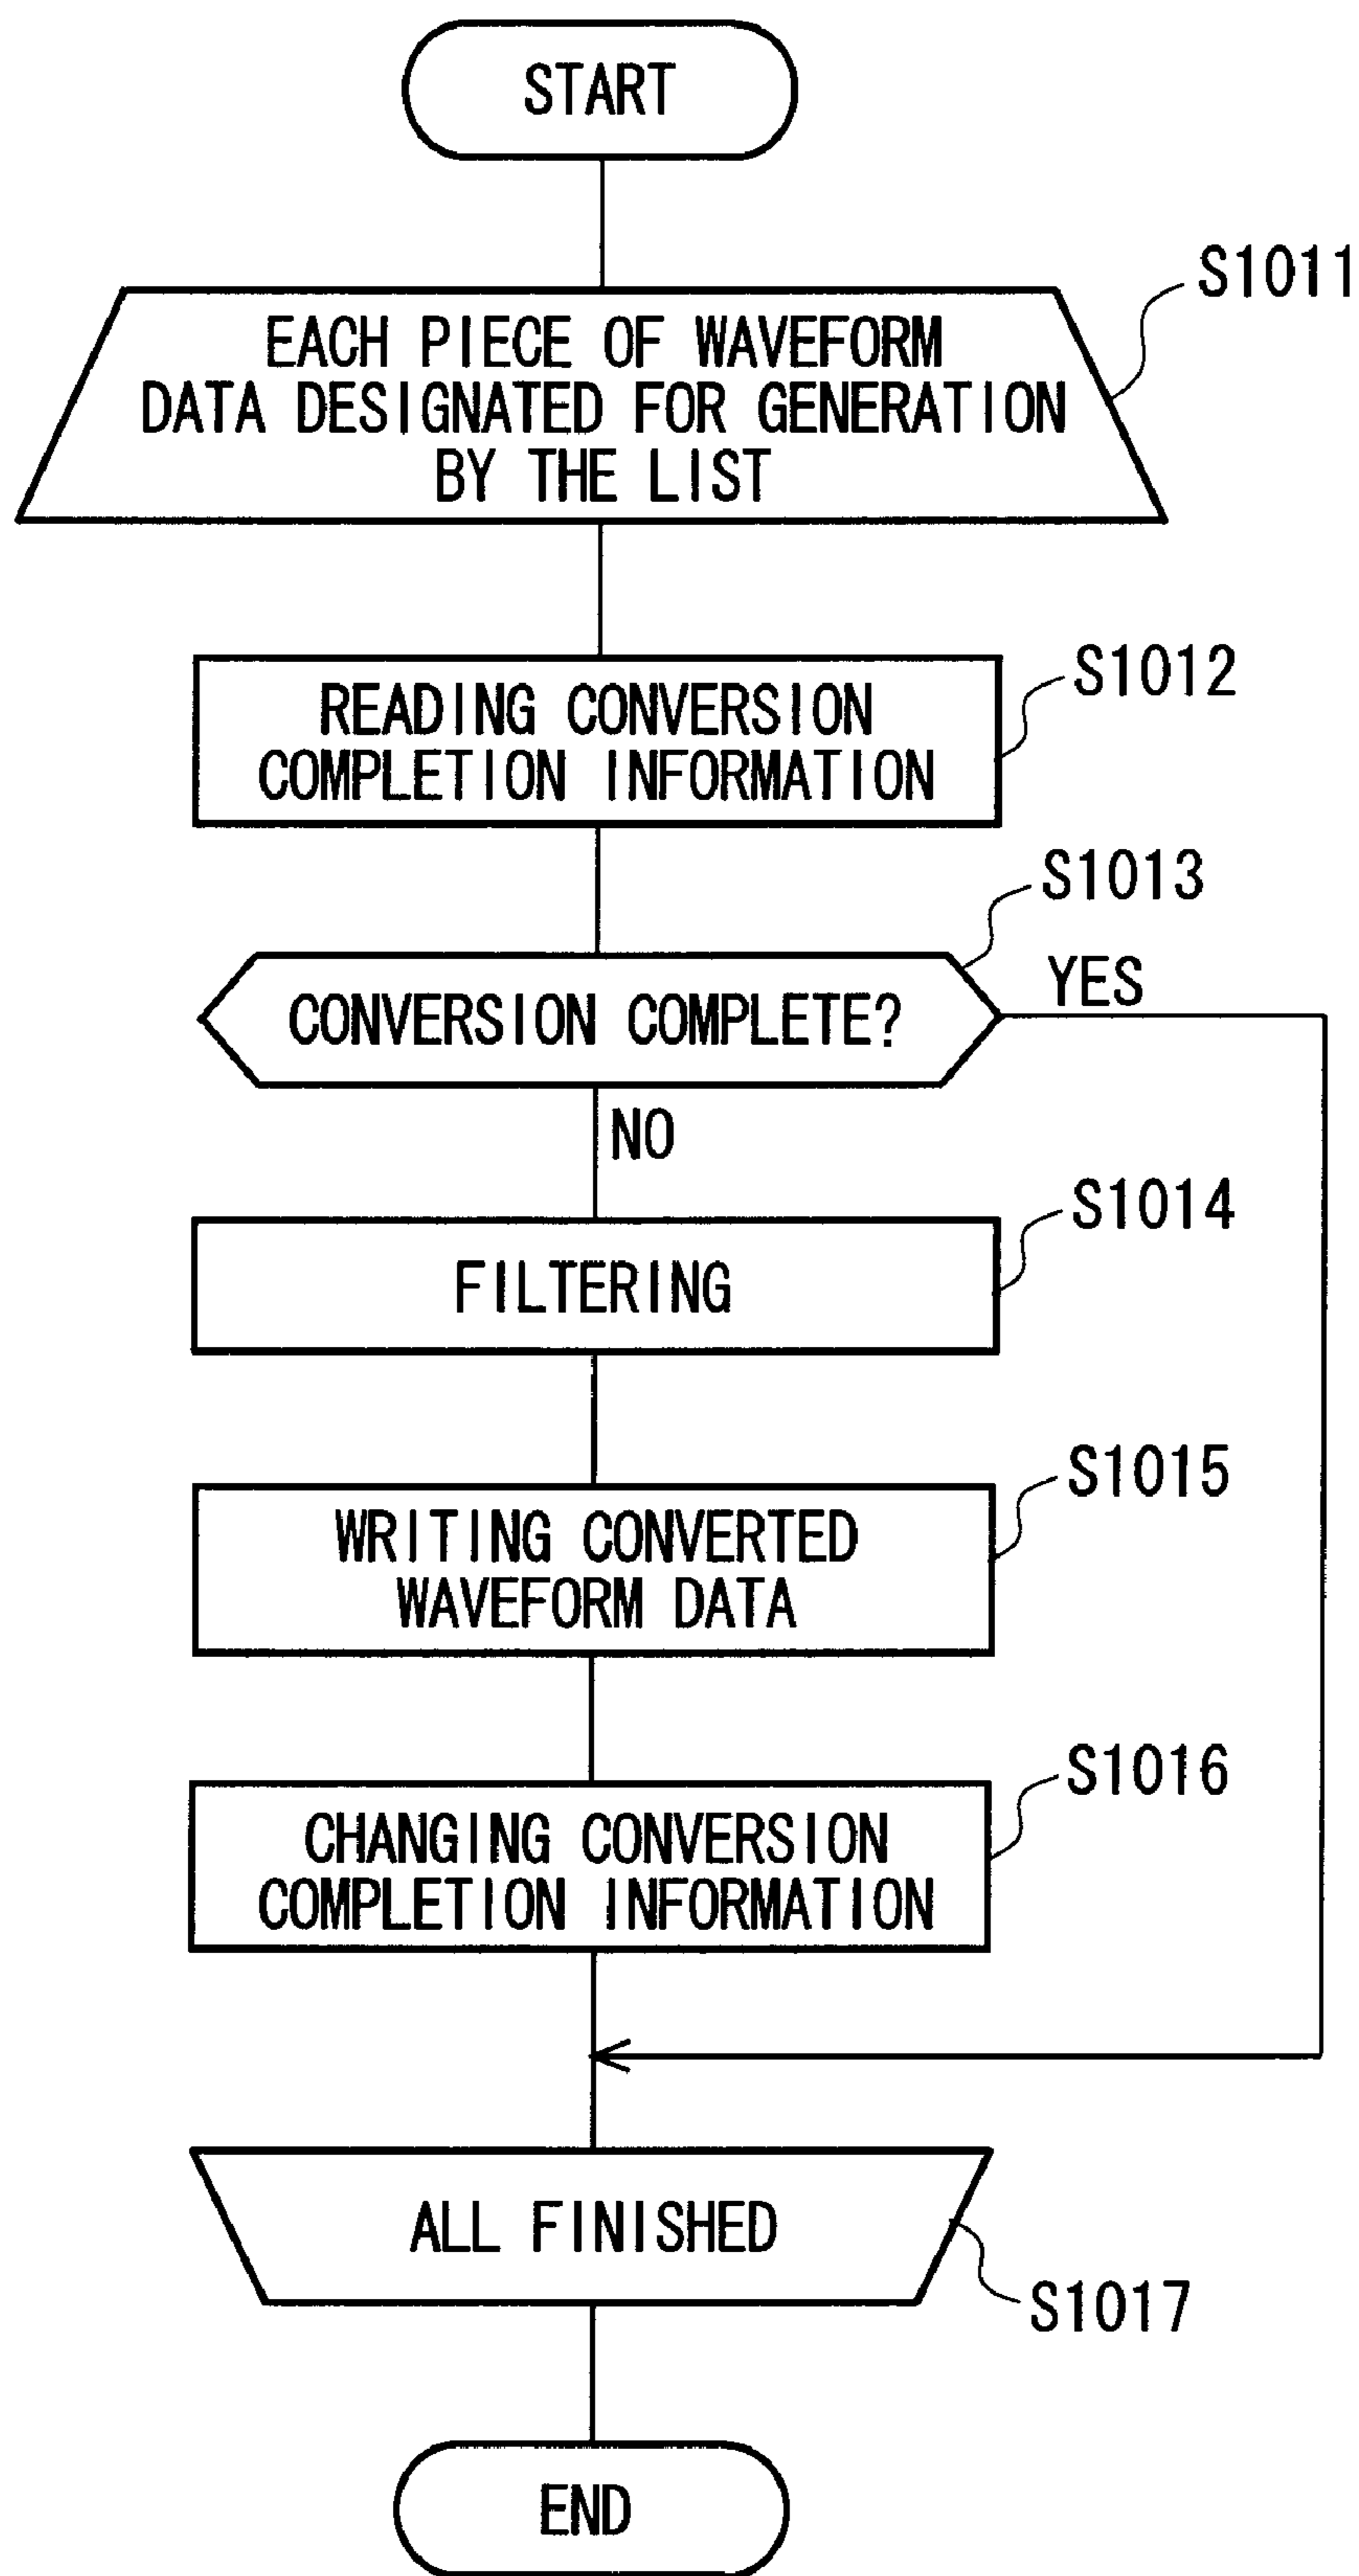 START
S1011
EACH PIECE OF WAVEFORM
DATA DESIGNATED FOR GENERATION
BY THE LIST
S1012
READING CONVERSION
COMPLETION INFORMATION
S1013
YES
CONVERSION COMPLETE?
NO
S1014
FILTERING
S1015
WRITING CONVERTED
WAVEFORM DATA
S1016
CHANGING CONVERSION
COMPLETION INFORMATION
ALL FINISHED
S1017
END